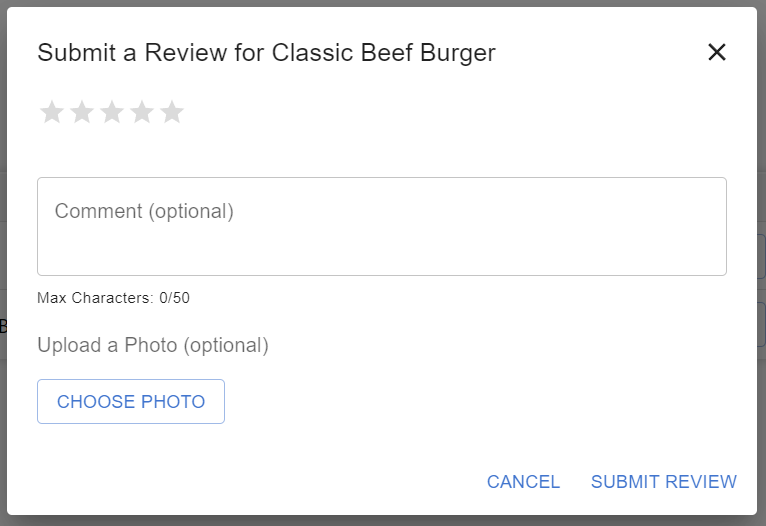 Submit a Review for Classic Beef Burger
Comment (optional)
Max Characters: 0/50
Upload a Photo (optional)
CHOOSE PHOTO
CANCEL SUBMIT REVIEW